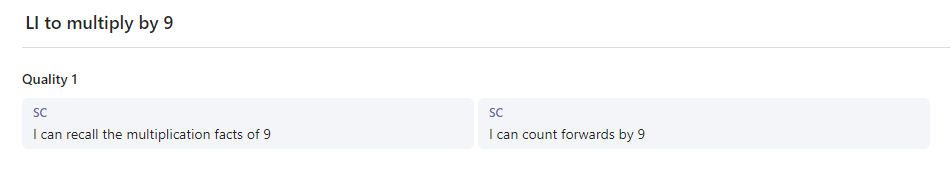 LI to multiply by 9
Quality 1
SC
I can recall the multiplication facts of 9
SC
I can count forwards by 9